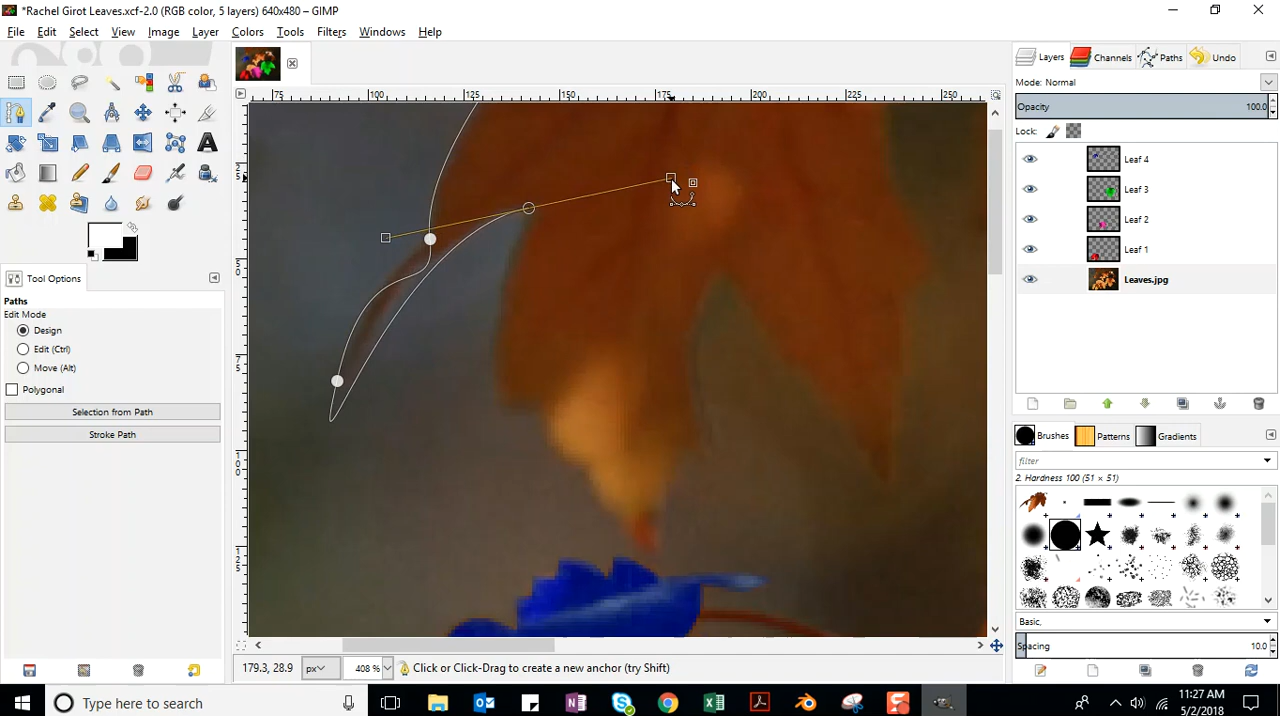 *Rachel Girot Leaves.xcf-2.0 (RGB color, 5 layers) 640x480 – GIMP
File Edit Select View Image Layer Colors Tools Filters Windows Help
Layers Channels Paths Undo
Mode: Normal
75 100 125 150 175 200 225 250
Opacity 100.0
Lock:
Leaf 4
25
Leaf 3
Leaf 2
Leaf 1
50
Tool Options
Leaves.jpg
Paths
Edit Mode
Design
Edit (Ctrl)
75
Move (Alt)
Polygonal
Selection from Path
Stroke Path
Brushes Patterns Gradients
100
filter
2. Hardness 100 (51 × 51)
125
Basic,
Spacing 10.0
179.3, 28.9 px 408 % Click or Click-Drag to create a new anchor (try Shift)
Type here to search
11:27 AM
5/2/2018